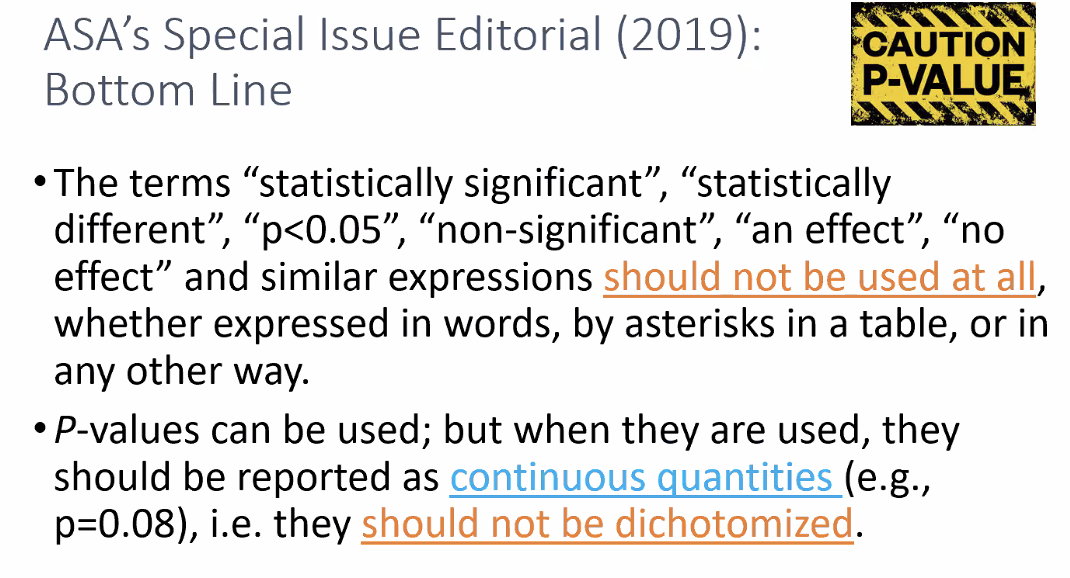 ASA’s Special Issue Editorial (2019):
Bottom Line
CAUTION
P-VALUE
• The terms “statistically significant”, “statistically
different”, “p<0.05”, “non-significant”, “an effect”, “no
effect” and similar expressions should not be used at all,
whether expressed in words, by asterisks in a table, or in
any other way.
• P-values can be used; but when they are used, they
should be reported as continuous quantities (e.g.,
p=0.08), i.e. they should not be dichotomized.